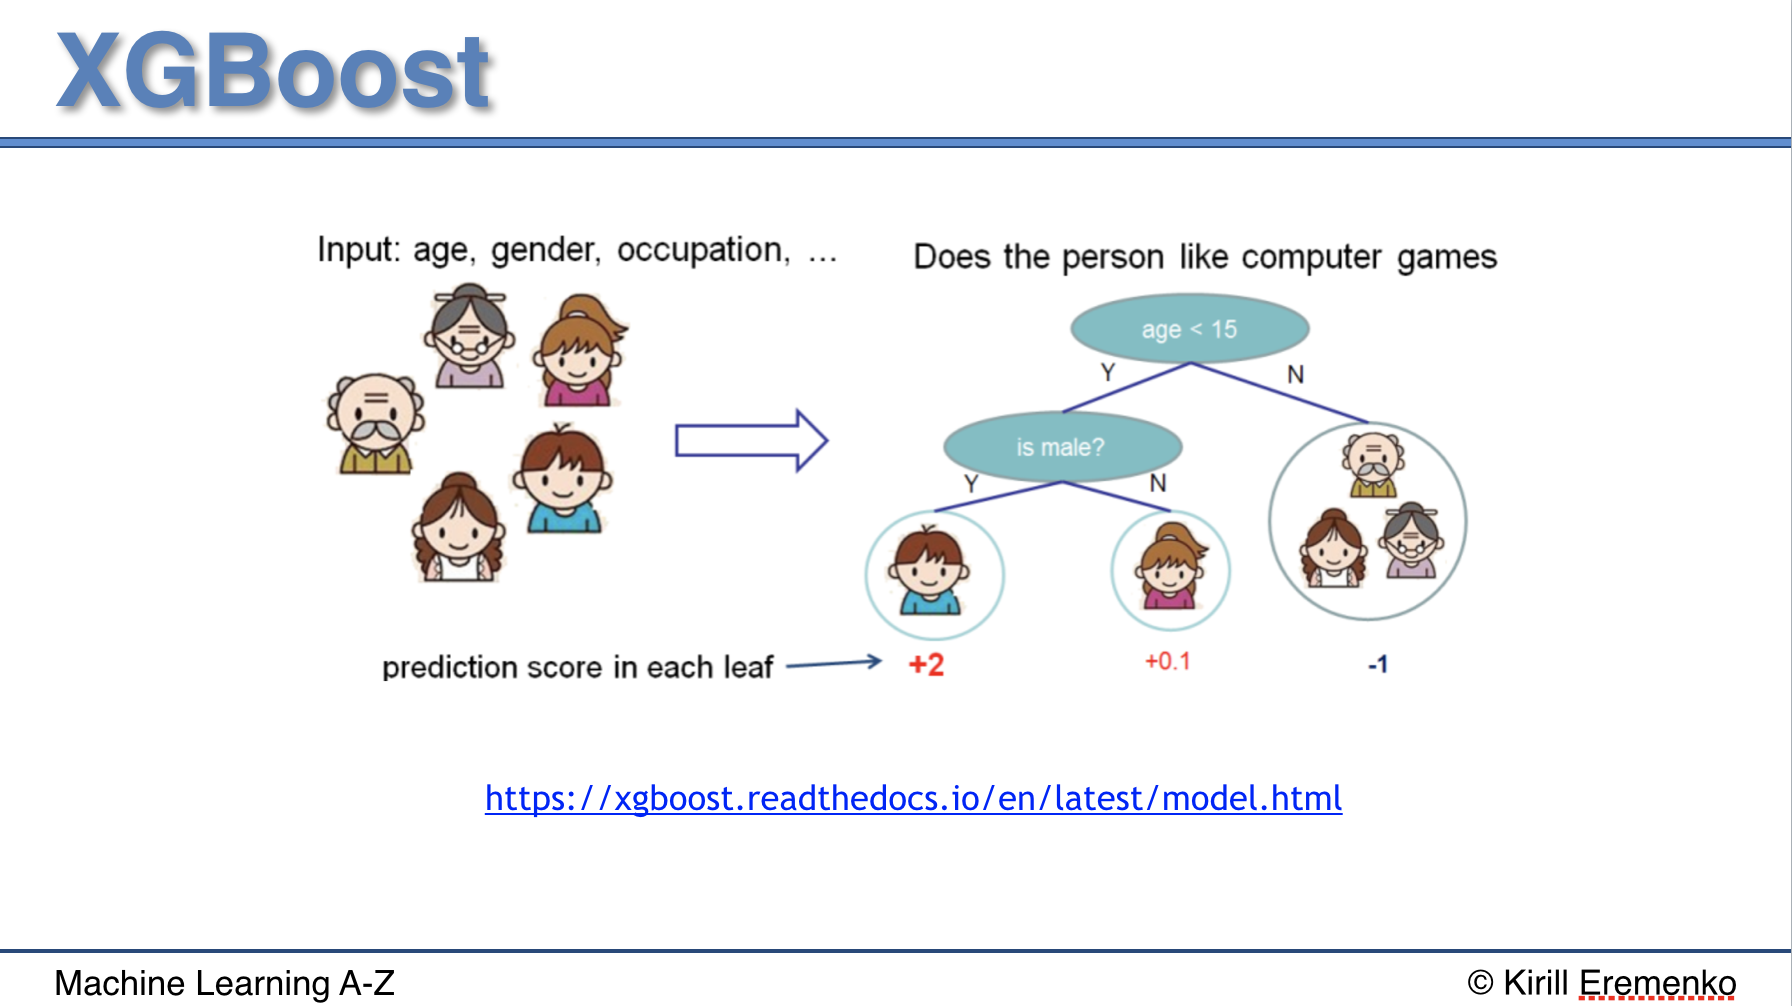 XGBoost
Input: age, gender, occupation, ...
Does the person like computer games
age < 15
Y
N
is male?
Y
N
prediction score in each leaf
+2
+0.1
-1
https://xgboost.readthedocs.io/en/latest/model.html
Machine Learning A-Z
© Kirill Eremenko